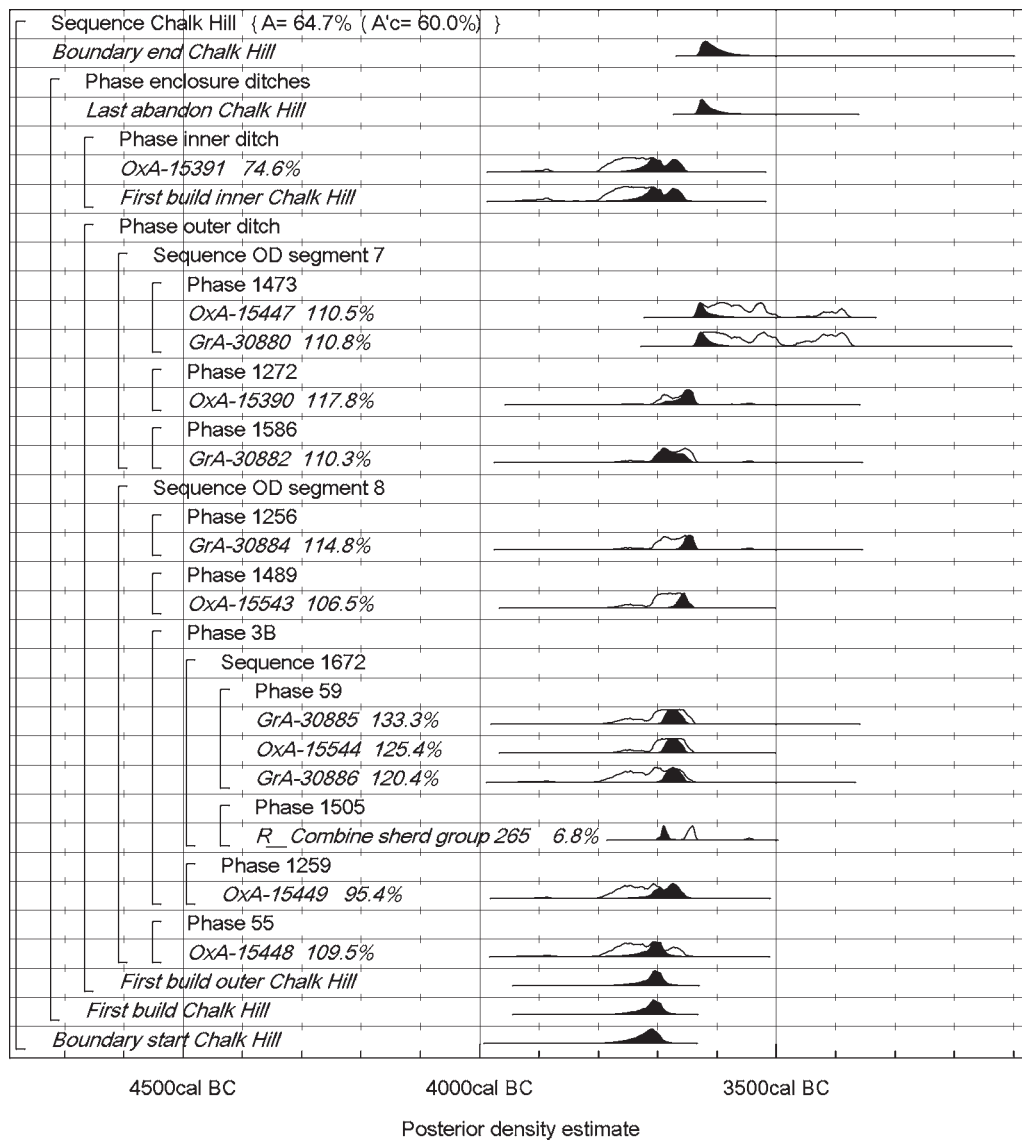 Sequence Chalk Hill { A= 64.7% ( A'c= 60.0%) }
Boundary end Chalk Hill
Phase enclosure ditches
Last abandon Chalk Hill
Phase inner ditch
OxA-15391 74.6%
First build inner Chalk Hill
Phase outer ditch
Sequence OD segment 7
Phase 1473
OxA-15447 110.5%
GrA-30880 110.8%
Phase 1272
OxA-15390 117.8%
Phase 1586
GrA-30882 110.3%
Sequence OD segment 8
Phase 1256
GrA-30884 114.8%
Phase 1489
OxA-15543 106.5%
Phase 3B
Sequence 1672
Phase 59
GrA-30885 133.3%
OxA-15544 125.4%
GrA-30886 120.4%
Phase 1505
R_Combine sherd group 265 6.8%
Phase 1259
OxA-15449 95.4%
Phase 55
OxA-15448 109.5%
First build outer Chalk Hill
First build Chalk Hill
Boundary start Chalk Hill
4500cal BC 4000cal BC 3500cal BC
Posterior density estimate